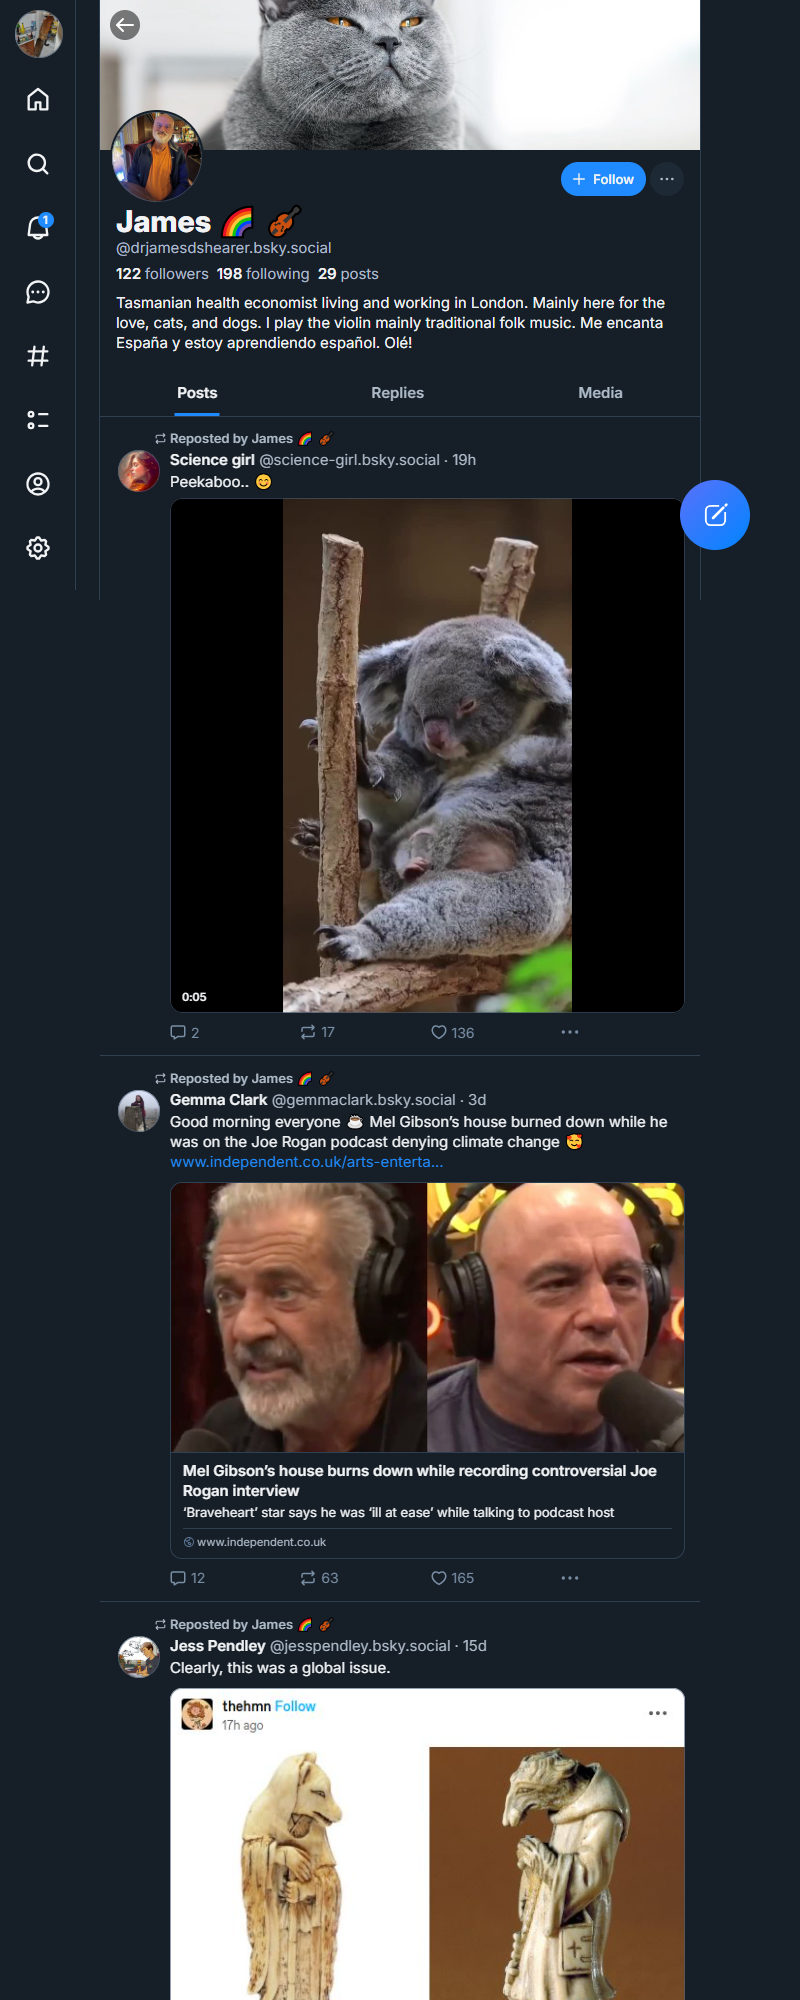 1
+ Follow
James 🌈 🎻
@drjamesdshearer.bsky.social
122 followers 198 following 29 posts
Tasmanian health economist living and working in London. Mainly here for the
love, cats, and dogs. I play the violin mainly traditional folk music. Me encanta
España y estoy aprendiendo español. Olé!
Posts Replies Media
Reposted by James 🌈 🎻
Science girl @science-girl.bsky.social · 19h
Peekaboo.. 😊
0:05
2 17 136
Reposted by James 🌈 🎻
Gemma Clark @gemmaclark.bsky.social · 3d
Good morning everyone ☕ Mel Gibson’s house burned down while he
was on the Joe Rogan podcast denying climate change 🥰
www.independent.co.uk/arts-enterta...
Mel Gibson’s house burns down while recording controversial Joe
Rogan interview
‘Braveheart’ star says he was ‘ill at ease’ while talking to podcast host
www.independent.co.uk
12 63 165
Reposted by James 🌈 🎻
Jess Pendley @jesspendley.bsky.social · 15d
Clearly, this was a global issue.
thehmn Follow
17h ago